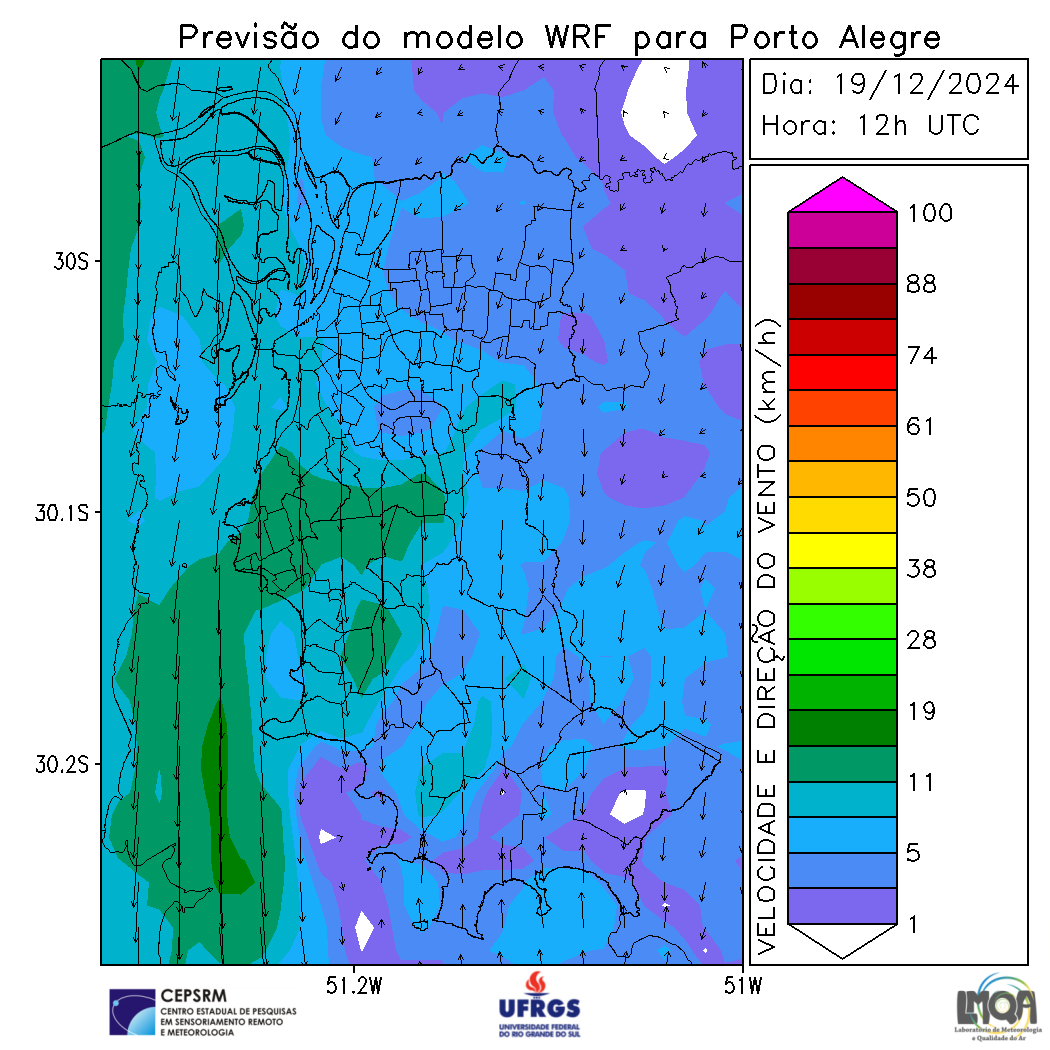 Previsão do modelo WRF para Porto Alegre
Dia: 19/12/2024
Hora: 12h UTC
30S
30.1S
30.2S
51.2W
51W
VELOCIDADE E DIREÇÃO DO VENTO (km/h)
100
88
74
61
50
38
28
19
11
5
1
CEPSRM
CENTRO ESTADUAL DE PESQUISAS
EM SENSORIAMENTO REMOTO
E METEOROLOGIA
UFRGS
UNIVERSIDADE FEDERAL
DO RIO GRANDE DO SUL
LMQA
Laboratório de Meteorologia
e Qualidade do Ar